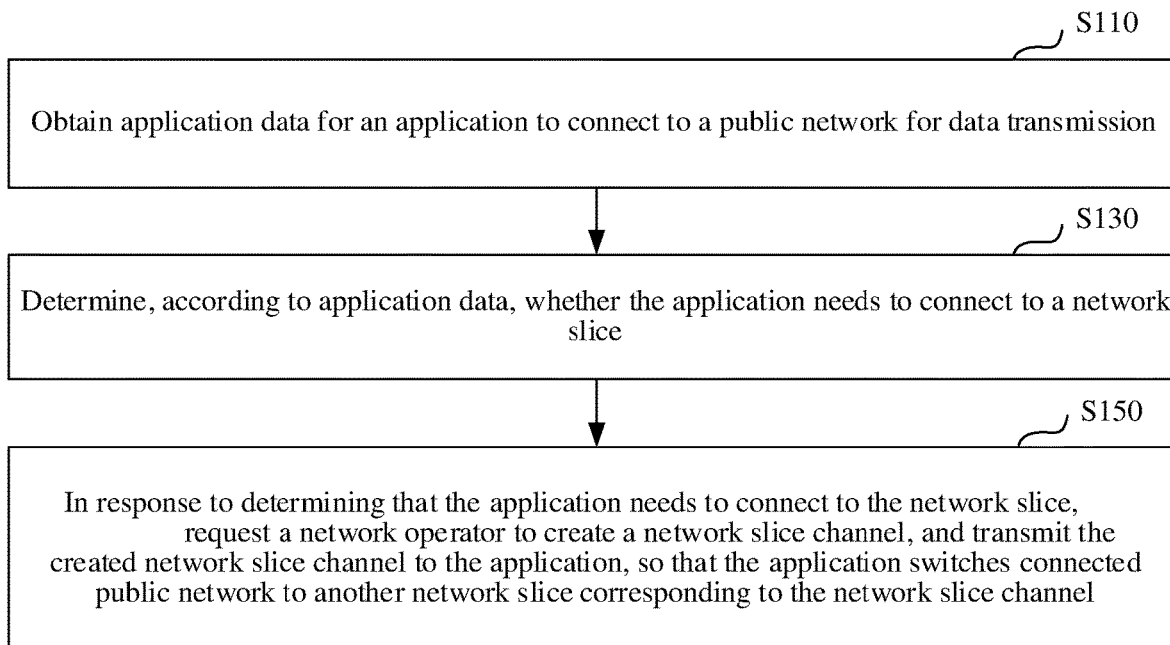 S110
Obtain application data for an application to connect to a public network for data transmission
S130
Determine, according to application data, whether the application needs to connect to a network
slice
S150
In response to determining that the application needs to connect to the network slice,
request a network operator to create a network slice channel, and transmit the
created network slice channel to the application, so that the application switches connected
public network to another network slice corresponding to the network slice channel